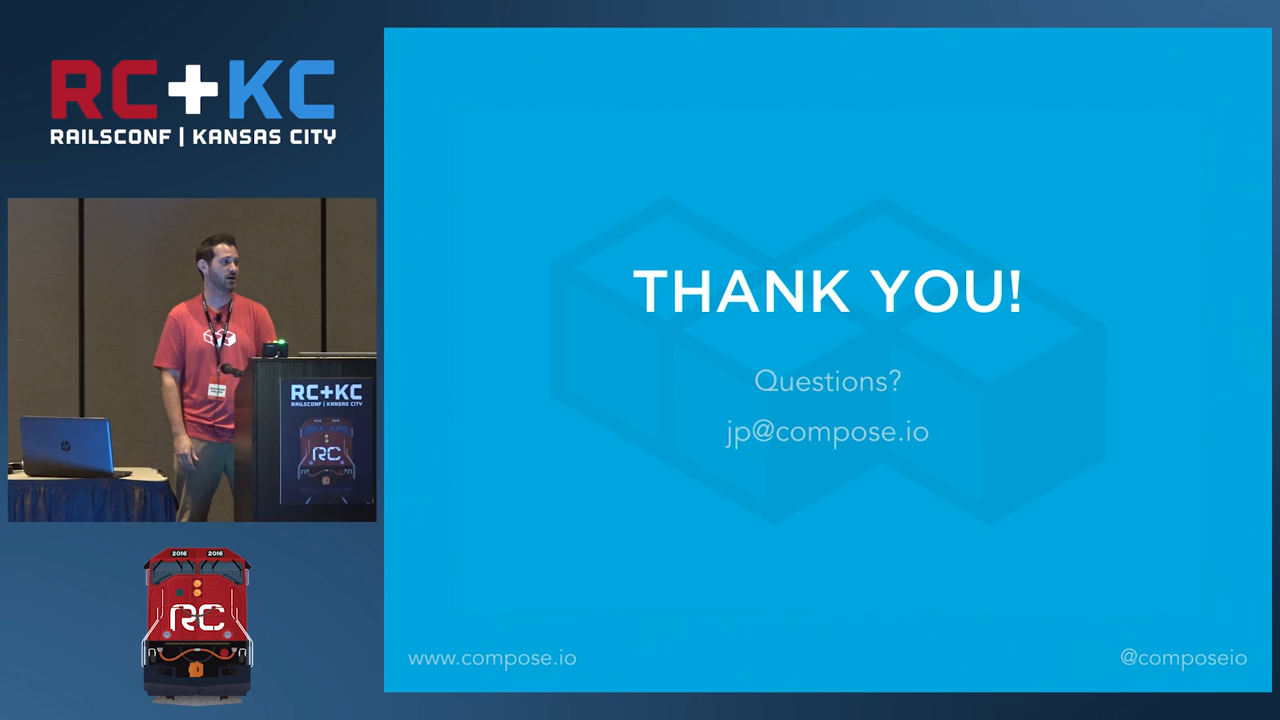 RC+KC
RAILSCONF | KANSAS CITY
THANK YOU!
Questions?
jp@compose.io
www.compose.io
@composeio
RC+KC
RAILSCONF | KANSAS CITY
RC
hp
2016 2016
RC